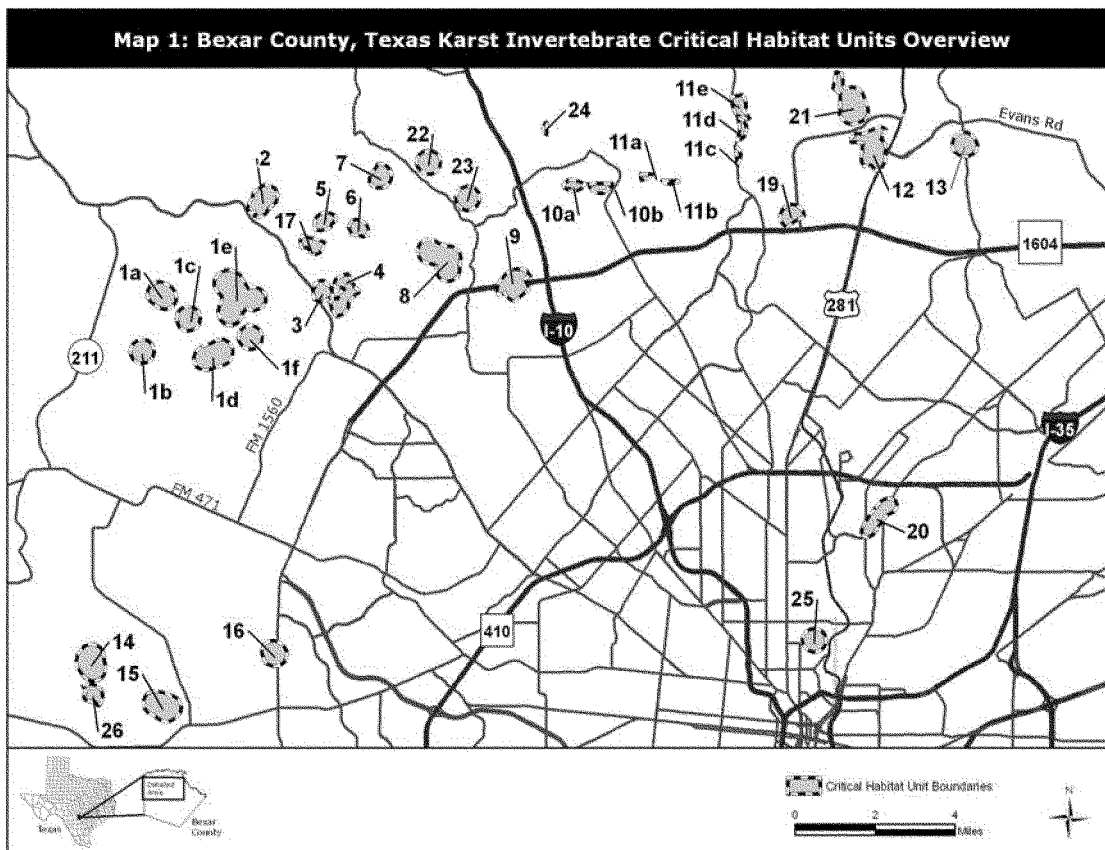 Map 1: Bexar County, Texas Karst Invertebrate Critical Habitat Units Overview
24
11e
11d
11c
21
Evans Rd
22
2
7
23
11a
5
6
10a
10b
11b
19
12
13
17
1e
9
1604
1a
1c
4
8
3
281
I-10
211
1f
1b
1d
FM 1560
I-35
FM 471
20
25
410
14
16
15
26
Texas
Detailed Area
Bexar County
Critical Habitat Unit Boundaries
N
0 2 4
Miles